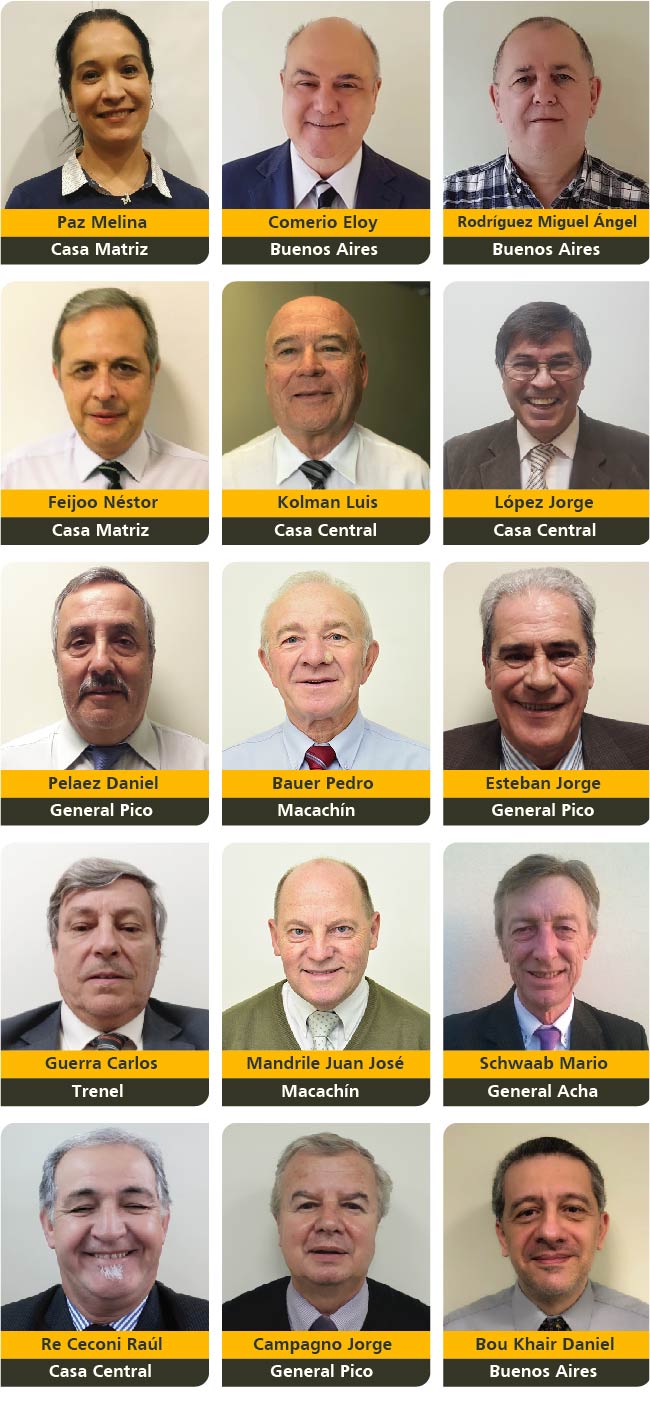 Paz Melina
Casa Matriz
Comerio Eloy
Buenos Aires
Rodríguez Miguel Ángel
Buenos Aires
Feijoo Néstor
Casa Matriz
Kolman Luis
Casa Central
López Jorge
Casa Central
Pelaez Daniel
General Pico
Bauer Pedro
Macachín
Esteban Jorge
General Pico
Guerra Carlos
Trenel
Mandrile Juan José
Macachín
Schwaab Mario
General Acha
Re Ceconi Raúl
Casa Central
Campagno Jorge
General Pico
Bou Khair Daniel
Buenos Aires